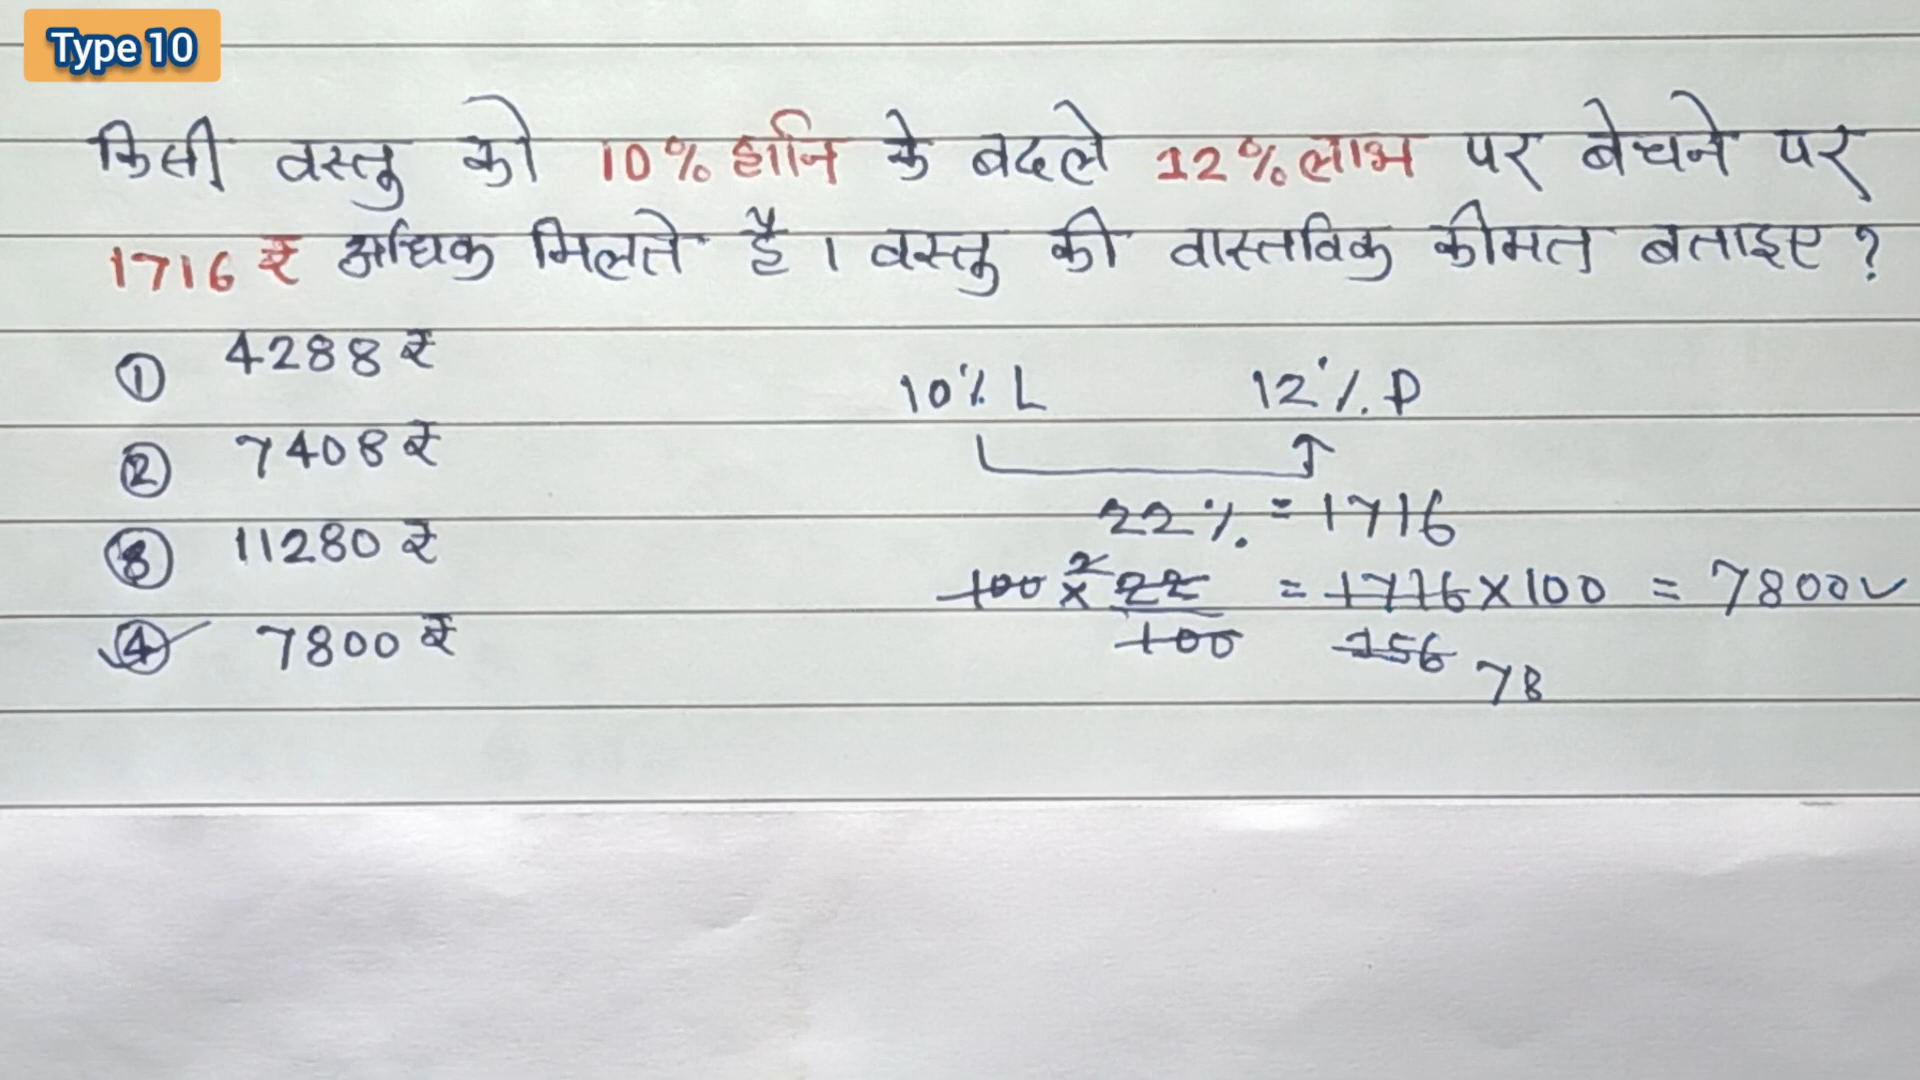 Type 10
किसी वस्तु को 10% हानि के बदले 12% लाभ पर बेचने पर
1716 ₹ अधिक मिलते है । वस्तु की वास्तविक कीमत बताइए ?
① 4288 ₹
② 7408 ₹
③ 11280 ₹
④ 7800 ₹
10% L 12% P
22% = 1716
100 × 22 = 1716 × 100 = 7800
2
100 156 78